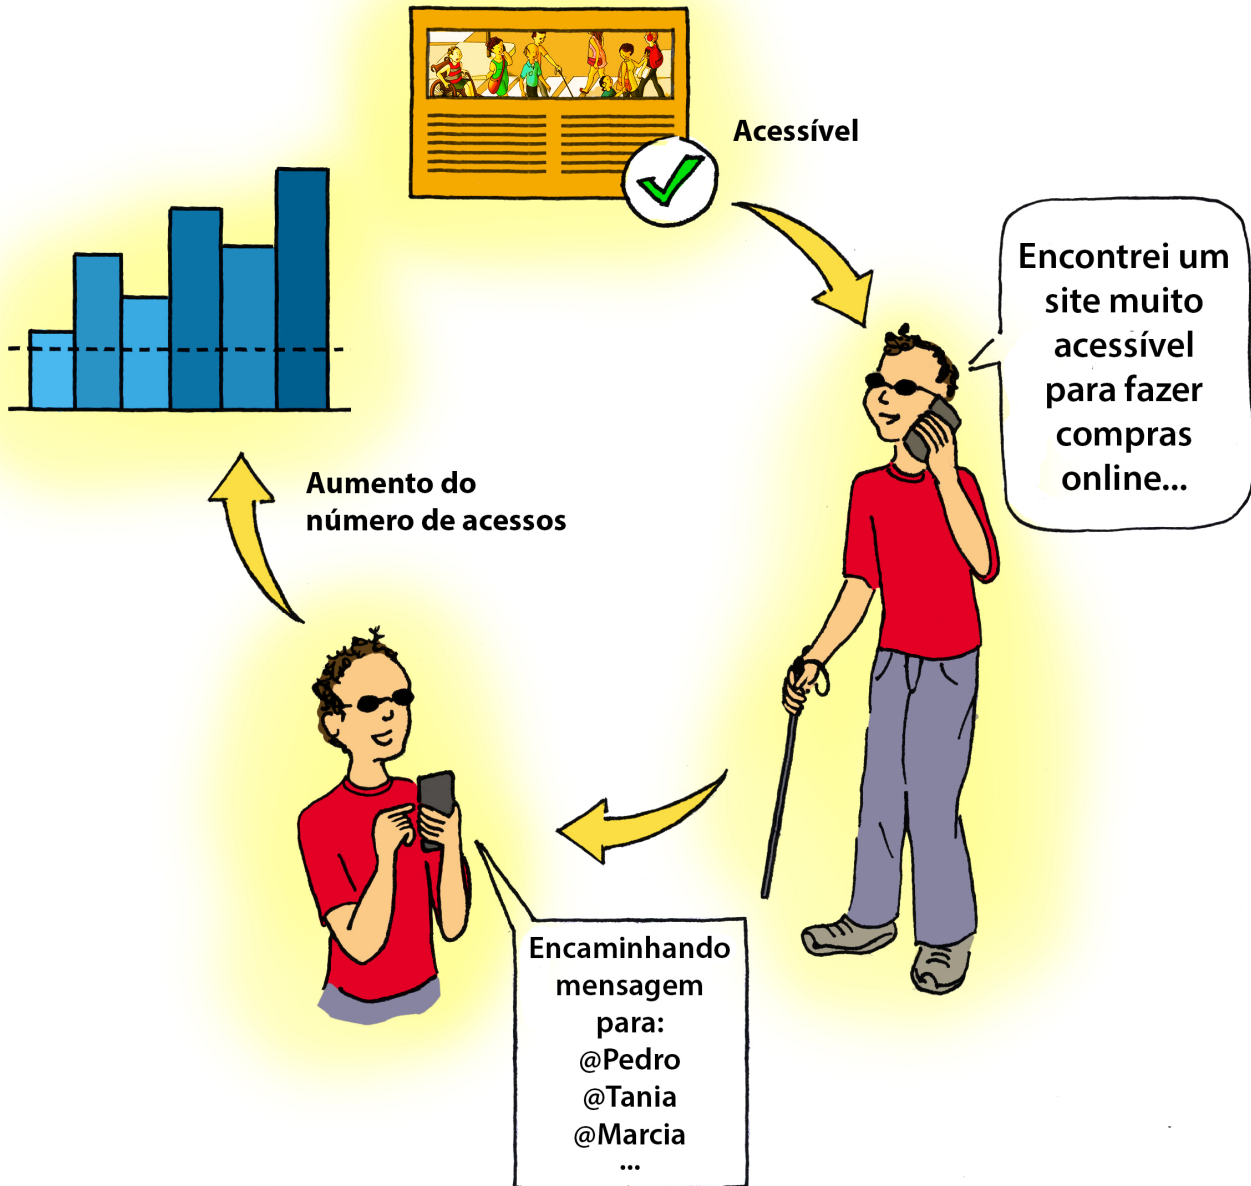 Acessível
Encontrei um
site muito
acessível
para fazer
compras
online...
Aumento do
número de acessos
Encaminhando
mensagem
para:
@Pedro
@Tania
@Marcia
...